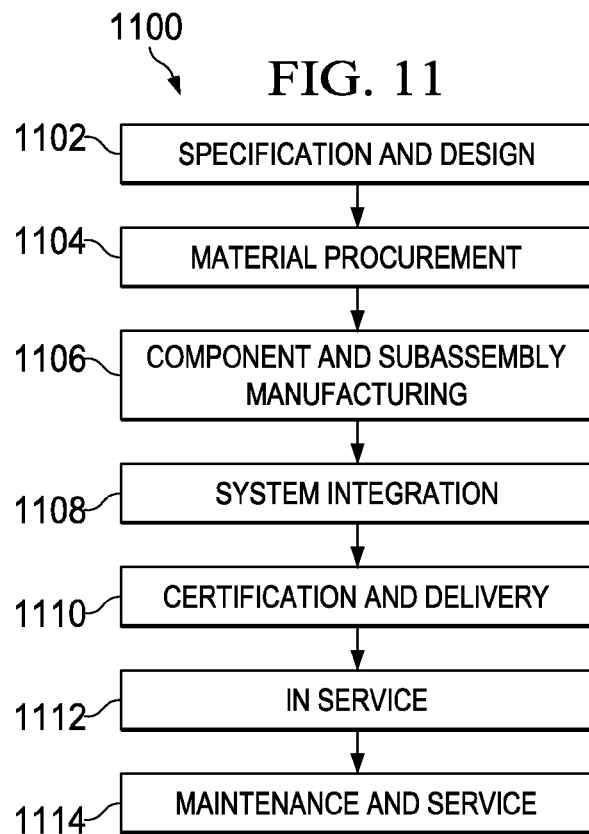 1100
FIG. 11
1102
SPECIFICATION AND DESIGN
1104
MATERIAL PROCUREMENT
1106
COMPONENT AND SUBASSEMBLY
MANUFACTURING
1108
SYSTEM INTEGRATION
1110
CERTIFICATION AND DELIVERY
1112
IN SERVICE
1114
MAINTENANCE AND SERVICE